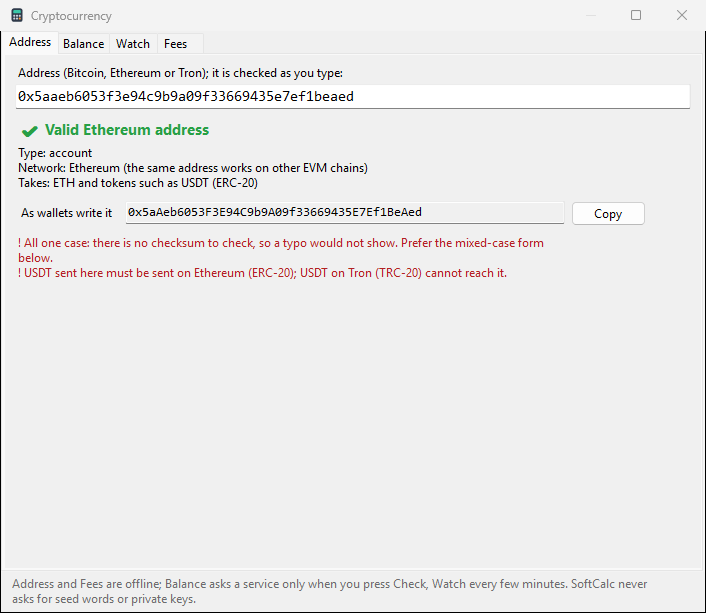 Cryptocurrency
Address Balance Watch Fees
Address (Bitcoin, Ethereum or Tron); it is checked as you type:
0x5aaeb6053f3e94c9b9a09f33669435e7ef1beaed
Valid Ethereum address
Type: account
Network: Ethereum (the same address works on other EVM chains)
Takes: ETH and tokens such as USDT (ERC-20)
As wallets write it 0x5aAeb6053F3E94C9b9A09f33669435E7Ef1BeAed Copy
! All one case: there is no checksum to check, so a typo would not show. Prefer the mixed-case form
below.
! USDT sent here must be sent on Ethereum (ERC-20); USDT on Tron (TRC-20) cannot reach it.
Address and Fees are offline; Balance asks a service only when you press Check, Watch every few minutes. SoftCalc never
asks for seed words or private keys.